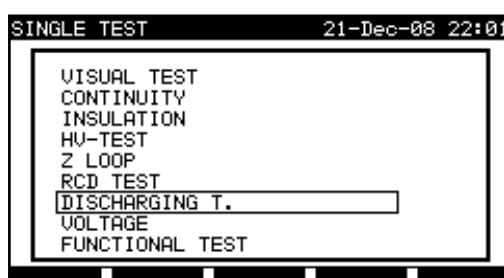 SINGLE TEST 21-Dec-08 22:01
VISUAL TEST
CONTINUITY
INSULATION
HV-TEST
Z LOOP
RCD TEST
DISCHARGING T.
VOLTAGE
FUNCTIONAL TEST